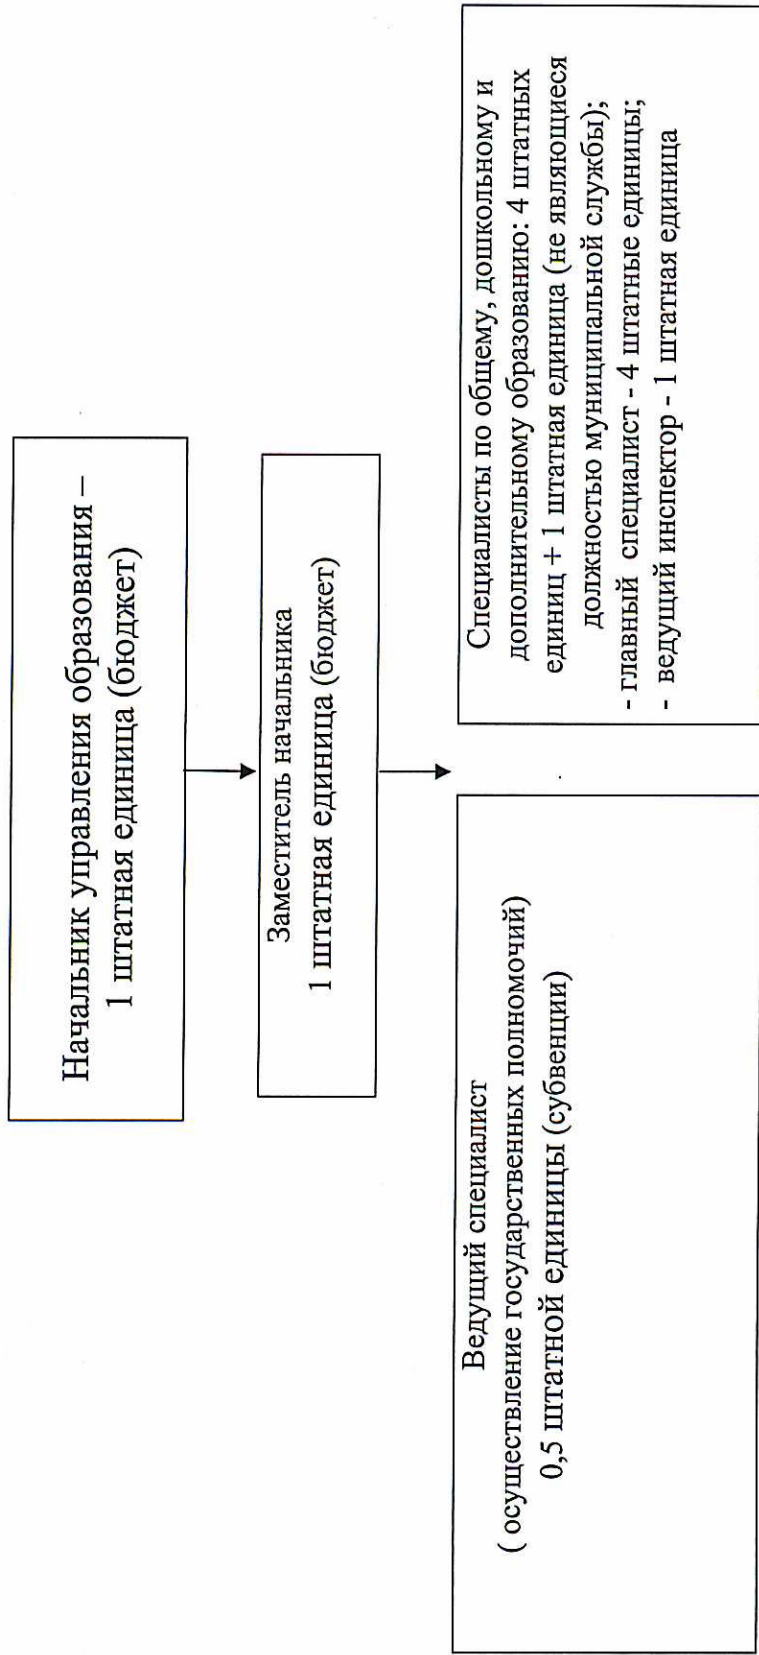 Начальник управления образования –
1 штатная единица (бюджет)
Заместитель начальника
1 штатная единица (бюджет)
Ведущий специалист
( осуществление государственных полномочий)
0,5 штатной единицы (субвенции)
Специалисты по общему, дошкольному и
дополнительному образованию: 4 штатных
единиц + 1 штатная единица (не являющиеся
должностью муниципальной службы);
- главный специалист - 4 штатные единицы;
- ведущий инспектор - 1 штатная единица